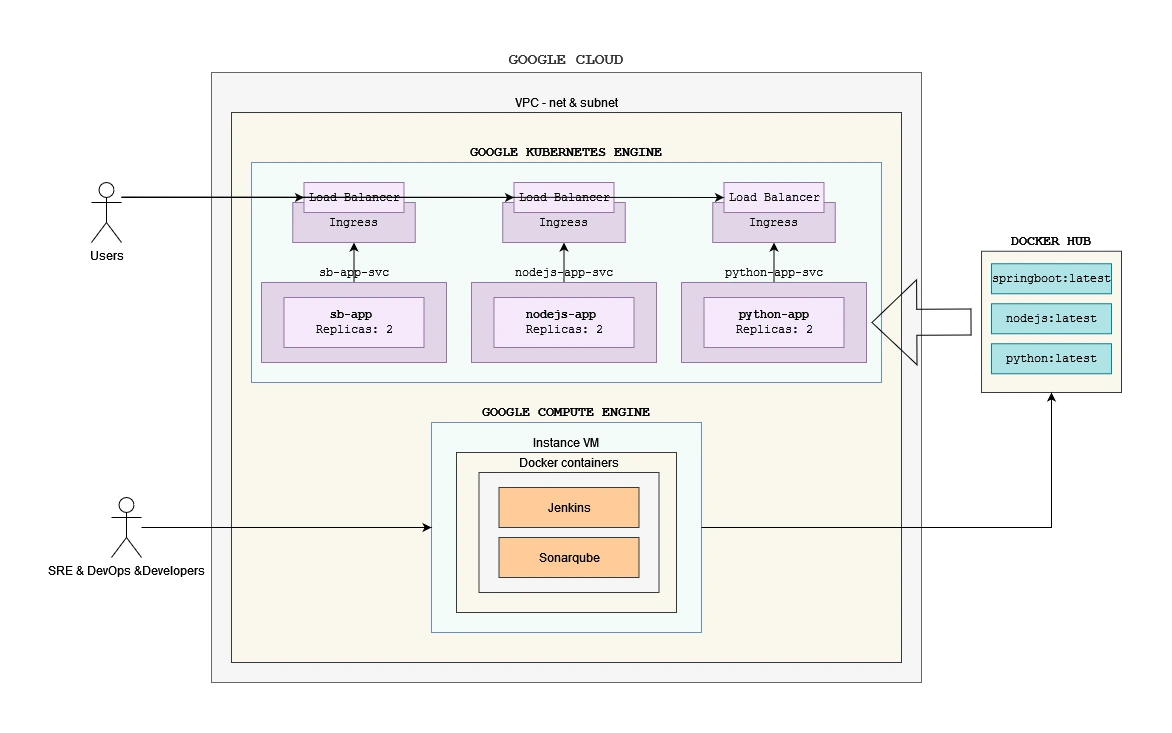 GOOGLE CLOUD
VPC - net & subnet
GOOGLE KUBERNETES ENGINE
Load Balancer
Load Balancer
Load Balancer
Ingress
Ingress
Ingress
Users
sb-app-svc
nodejs-app-svc
python-app-svc
sb-app
Replicas: 2
nodejs-app
Replicas: 2
python-app
Replicas: 2
DOCKER HUB
springboot:latest
nodejs:latest
python:latest
GOOGLE COMPUTE ENGINE
Instance VM
Docker containers
Jenkins
Sonarqube
SRE & DevOps &Developers